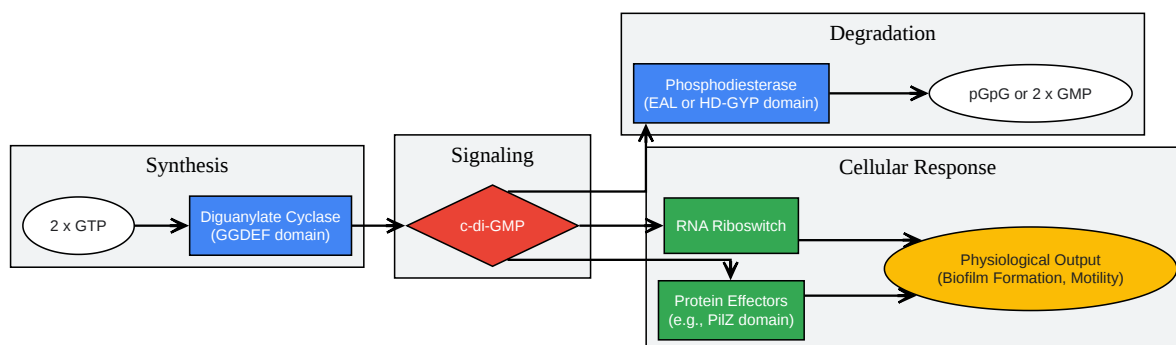 Synthesis
2 x GTP
Diguanylate Cyclase
(GGDEF domain)
Signaling
c-di-GMP
Degradation
Phosphodiesterase
(EAL or HD-GYP domain)
pGpG or 2 x GMP
Cellular Response
RNA Riboswitch
Protein Effectors
(e.g., PilZ domain)
Physiological Output
(Biofilm Formation, Motility)